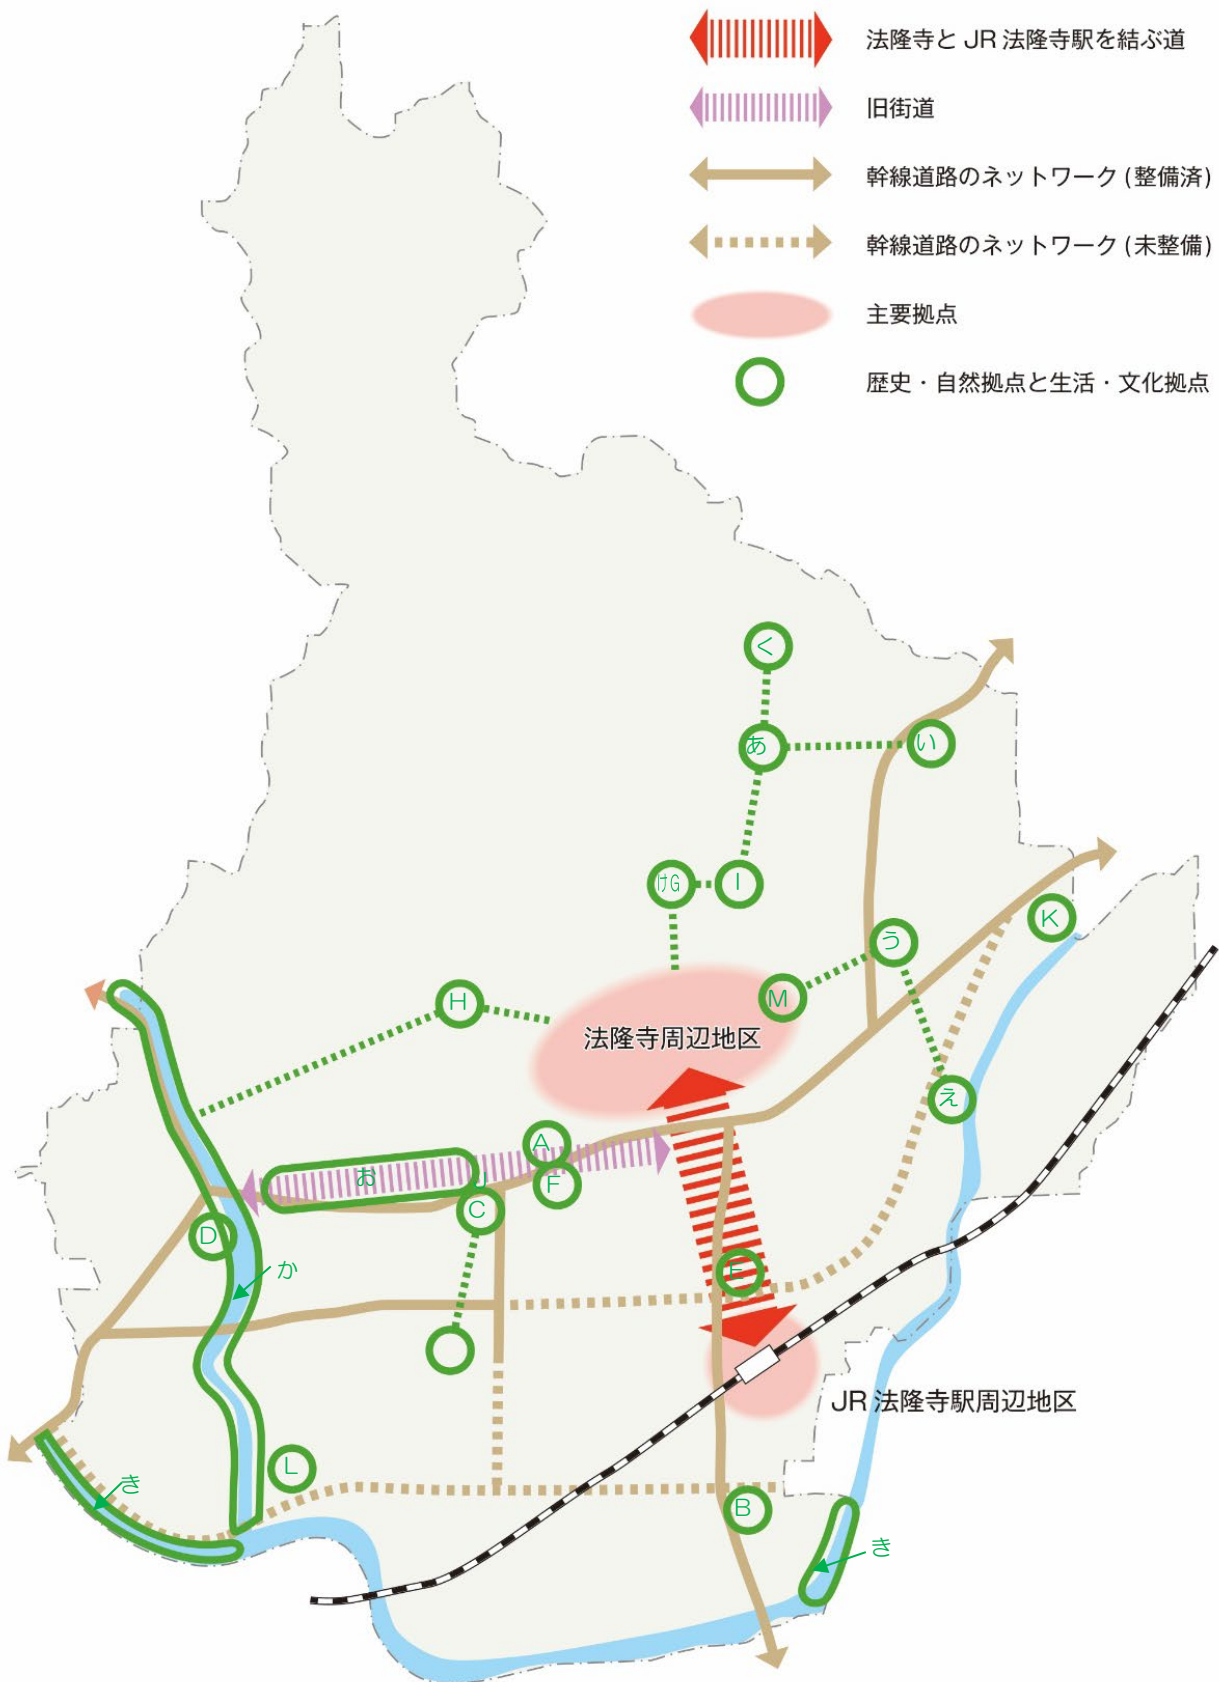 法隆寺と JR 法隆寺駅を結ぶ道
旧街道
幹線道路のネットワーク (整備済)
幹線道路のネットワーク (未整備)
主要拠点
歴史・自然拠点と生活・文化拠点
く
あ
い
けG
I
K
う
H
M
法隆寺周辺地区
え
A
お
J
F
C
D
か
E
JR 法隆寺駅周辺地区
L
き
B
き